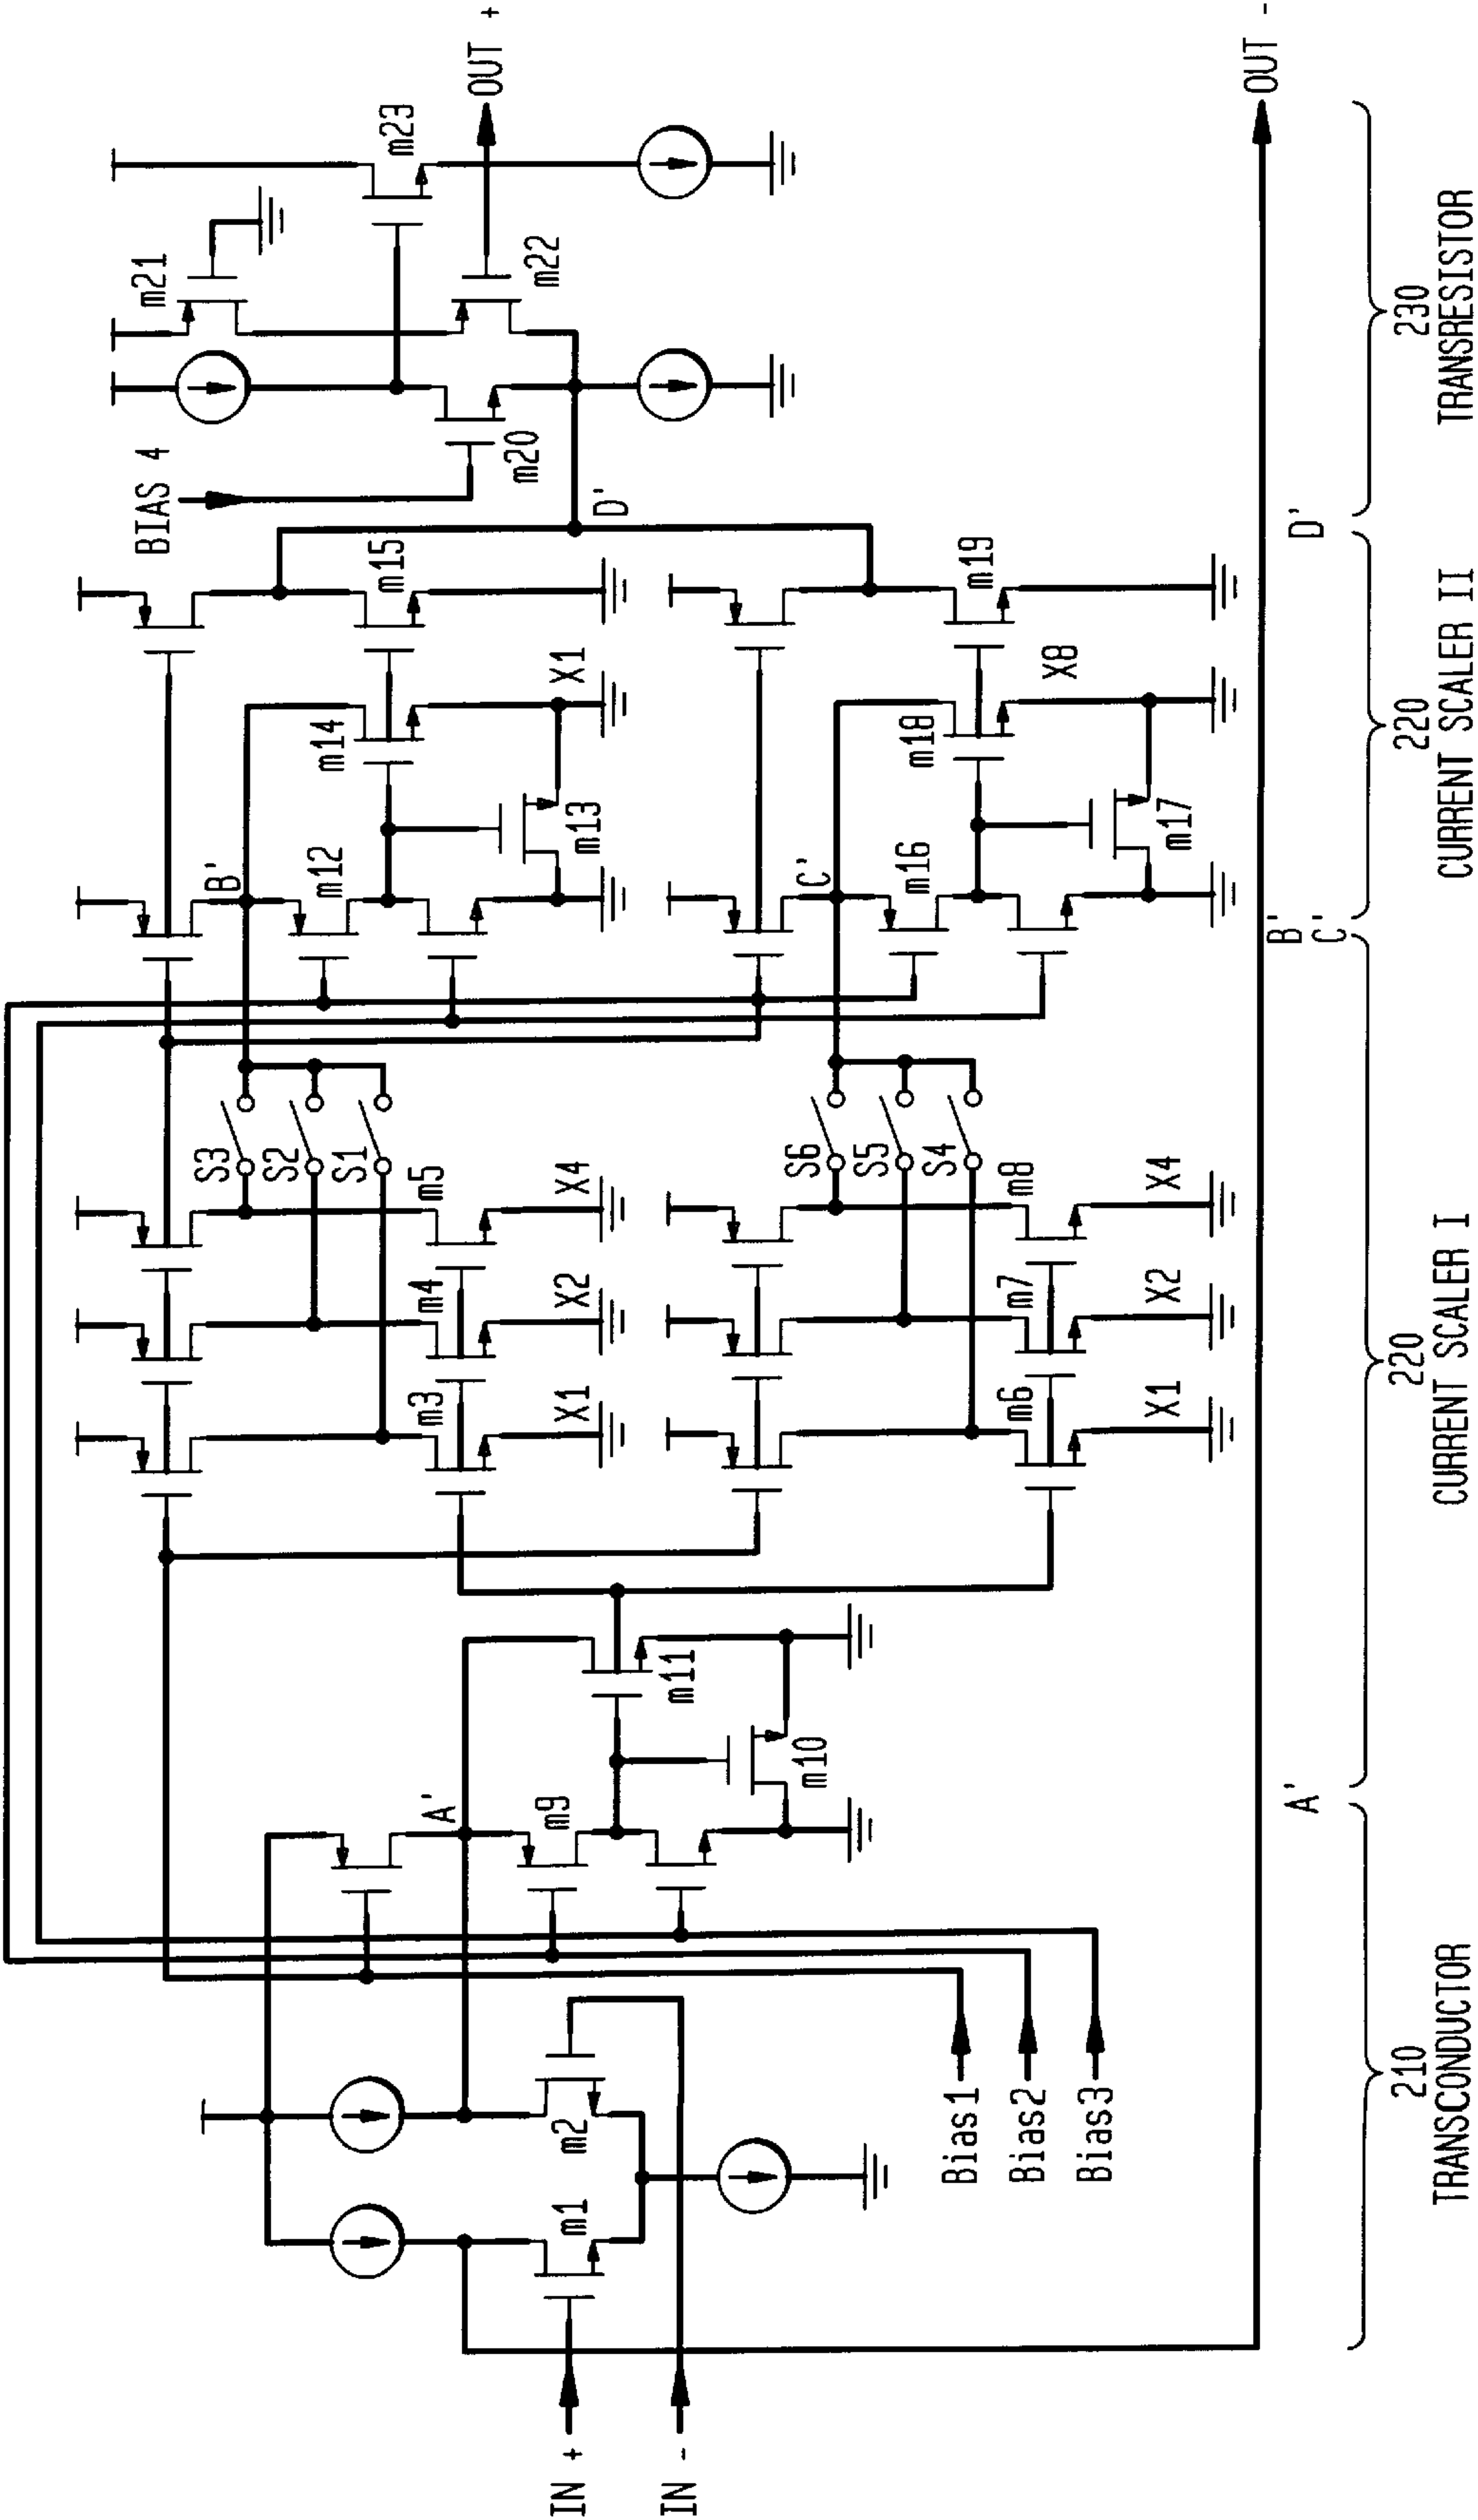 IN +
IN -
m1
m2
Bias1
Bias2
Bias3
A'
m9
m10
m11
m3
X1
m4
X2
m5
X4
S3
S2
S1
m6
X1
m7
X2
m8
X4
S6
S5
S4
B'
m12
m13
m14
X1
m15
C'
m16
m17
m18
X8
m19
BIAS 4
D'
m20
m21
m22
m23
OUT +
OUT -
A'
B'
C'
D'
210
TRANSCONDUCTOR
220
CURRENT SCALER I
220
CURRENT SCALER II
230
TRANSRESISTOR